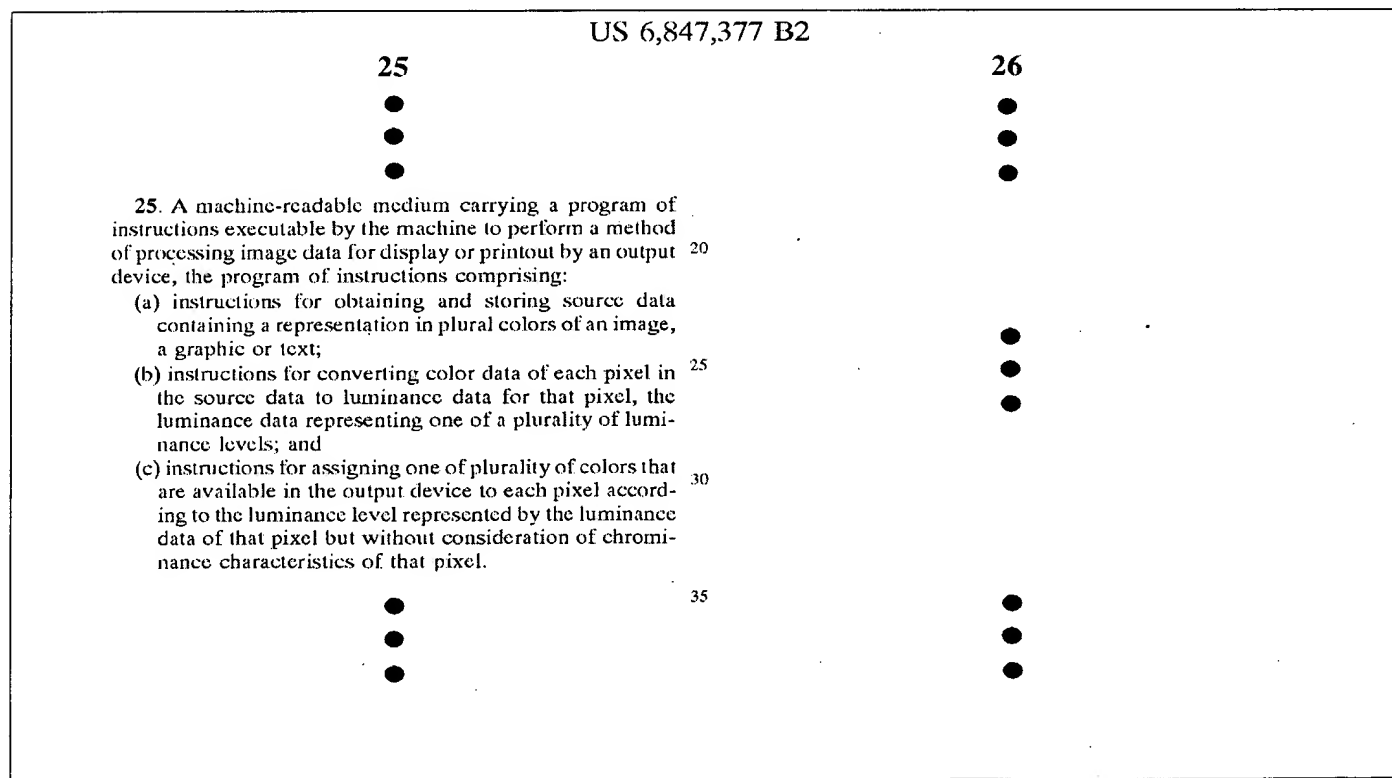 US 6,847,377 B2
25
26
25. A machine-readable medium carrying a program of
instructions executable by the machine to perform a method
of processing image data for display or printout by an output 20
device, the program of instructions comprising:
(a) instructions for obtaining and storing source data
containing a representation in plural colors of an image,
a graphic or text;
(b) instructions for converting color data of each pixel in 25
the source data to luminance data for that pixel, the
luminance data representing one of a plurality of lumi-
nance levels; and
(c) instructions for assigning one of plurality of colors that
are available in the output device to each pixel accord- 30
ing to the luminance level represented by the luminance
data of that pixel but without consideration of chromi-
nance characteristics of that pixel.
35